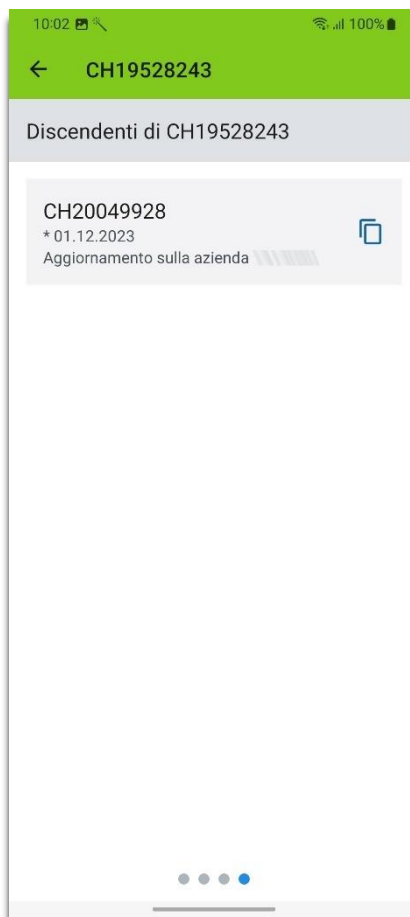 10:02 100%
CH19528243
Discendenti di CH19528243
CH20049928
* 01.12.2023
Aggiornamento sulla azienda